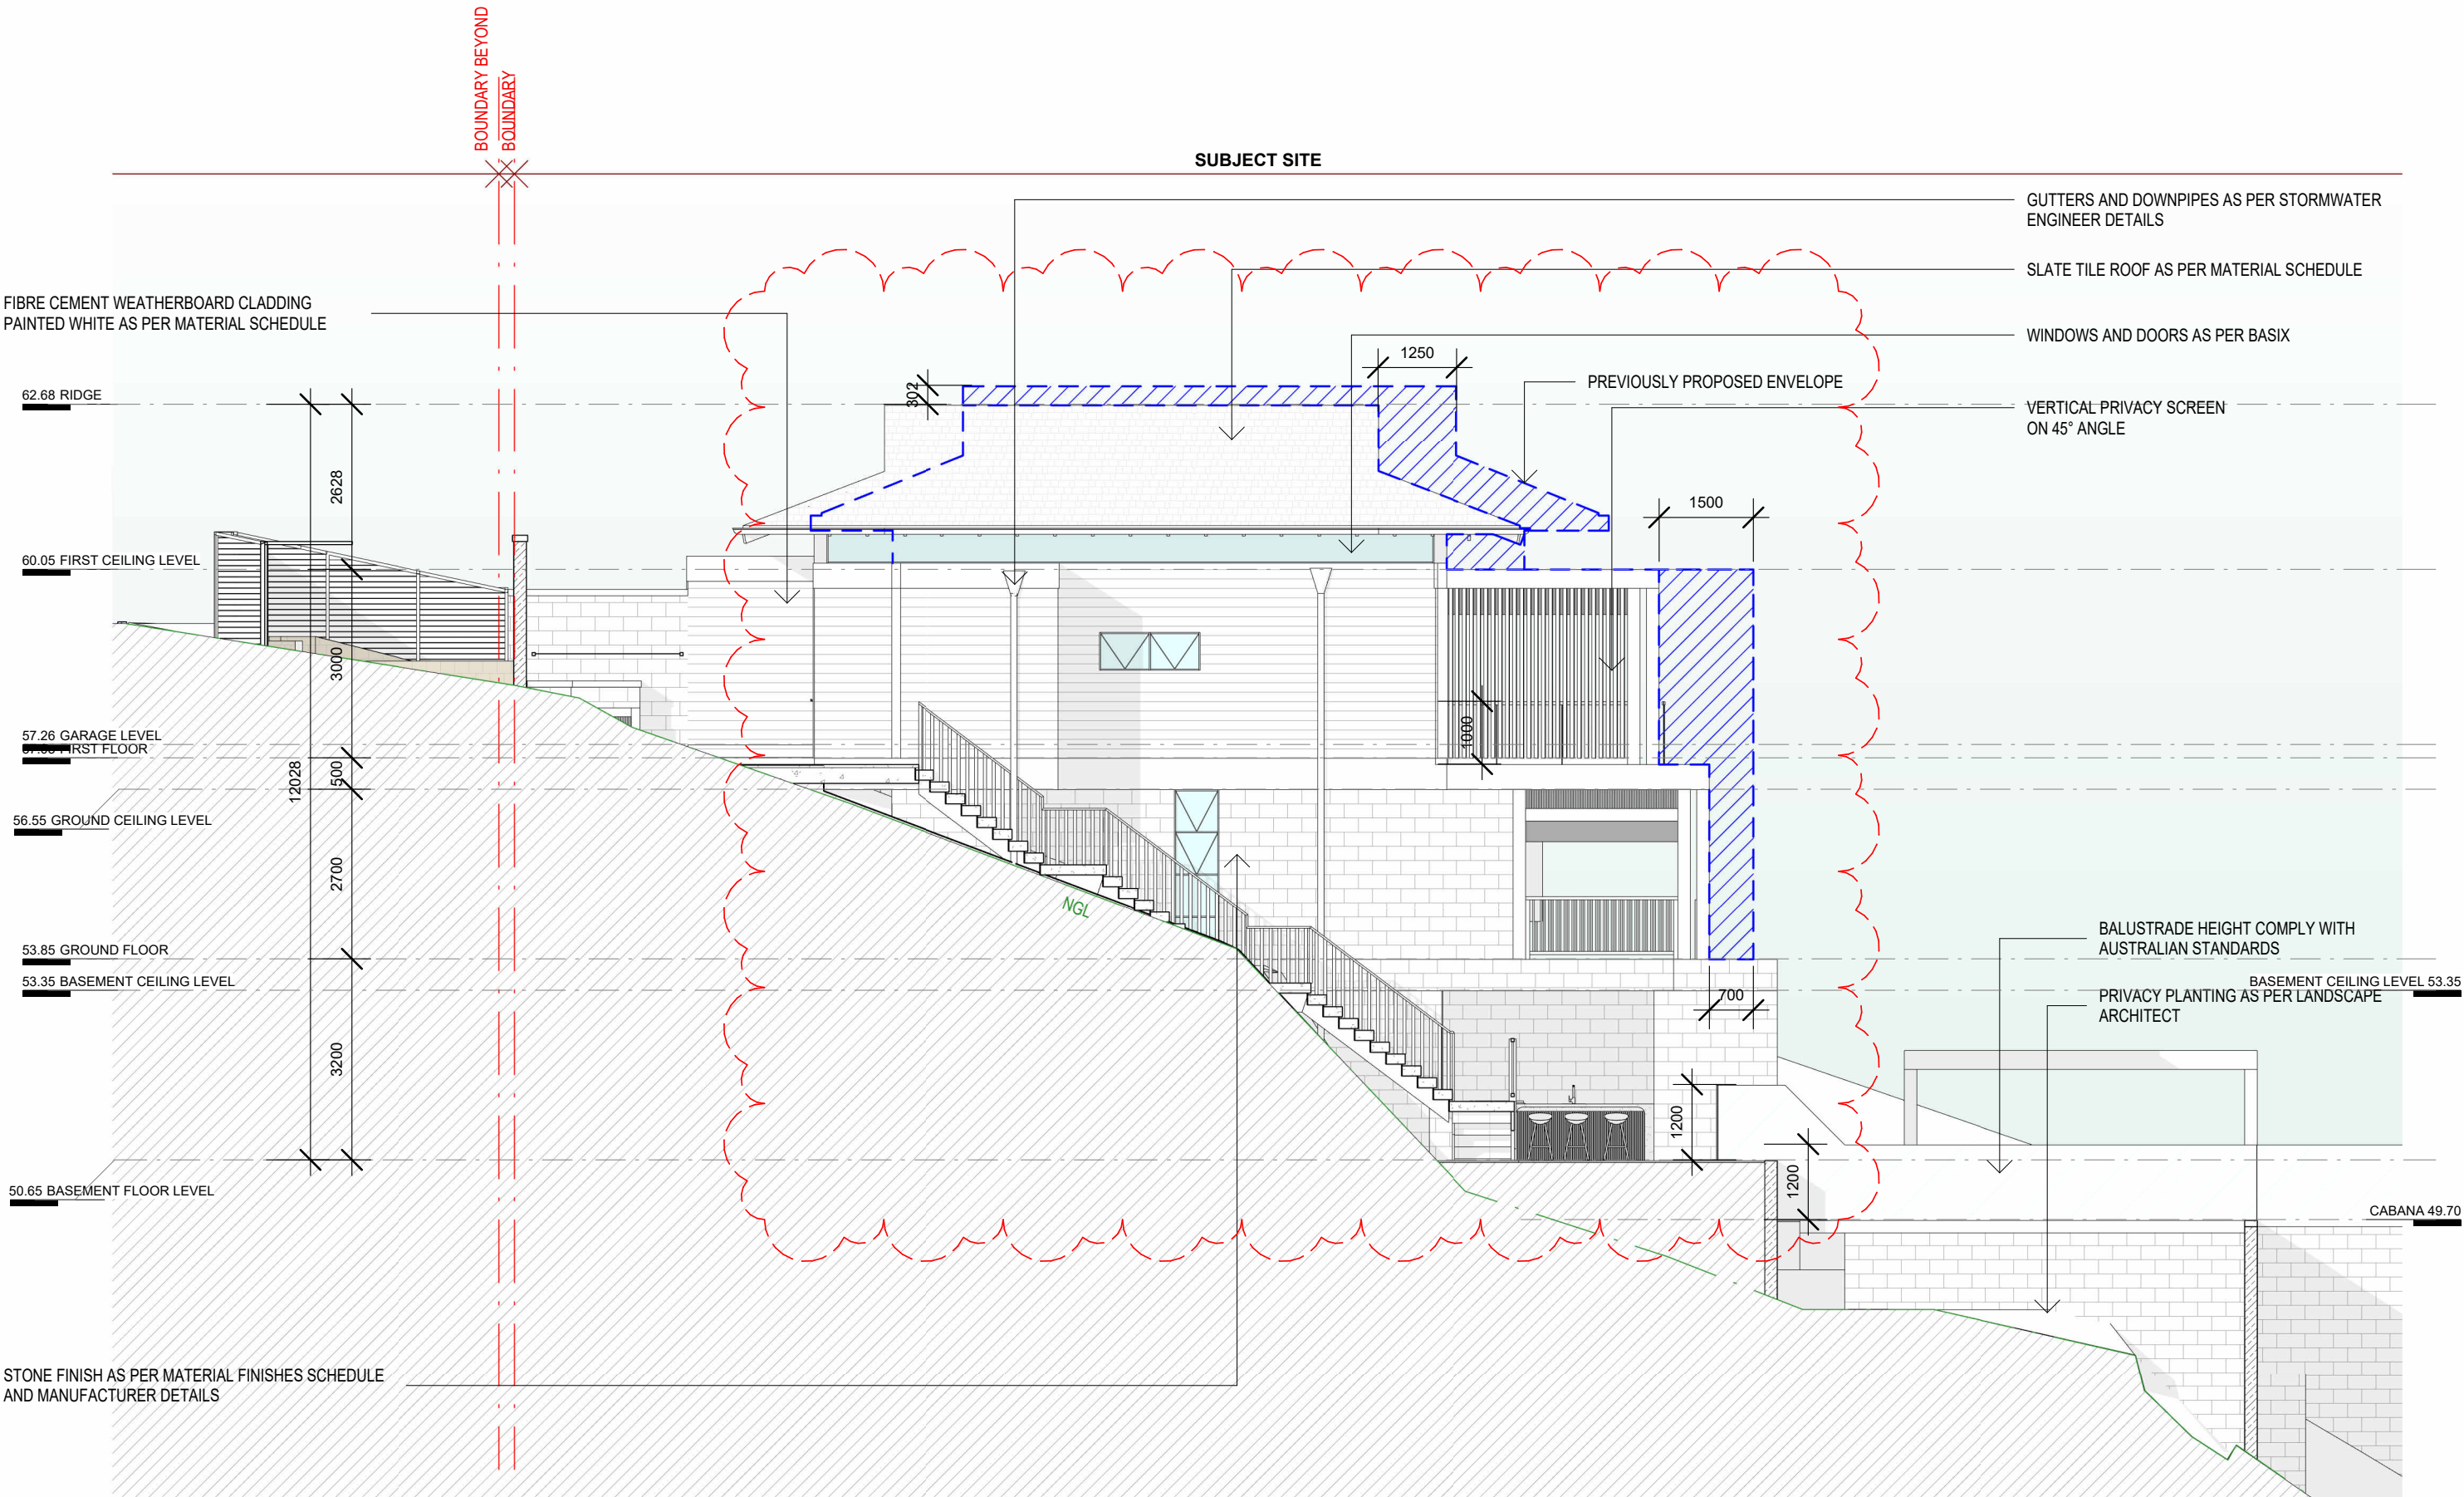 BOUNDARY BEYOND
BOUNDARY
SUBJECT SITE
GUTTERS AND DOWNPIPES AS PER STORMWATER
ENGINEER DETAILS
SLATE TILE ROOF AS PER MATERIAL SCHEDULE
FIBRE CEMENT WEATHERBOARD CLADDING
PAINTED WHITE AS PER MATERIAL SCHEDULE
WINDOWS AND DOORS AS PER BASIX
1250
PREVIOUSLY PROPOSED ENVELOPE
302
62.68 RIDGE
VERTICAL PRIVACY SCREEN
ON 45° ANGLE
2628
1500
60.05 FIRST CEILING LEVEL
3000
1000
57.26 GARAGE LEVEL
FIRST FLOOR
12028
500
56.55 GROUND CEILING LEVEL
2700
NGL
53.85 GROUND FLOOR
BALUSTRADE HEIGHT COMPLY WITH
AUSTRALIAN STANDARDS
53.35 BASEMENT CEILING LEVEL
BASEMENT CEILING LEVEL 53.35
700
PRIVACY PLANTING AS PER LANDSCAPE
ARCHITECT
3200
1200
1200
50.65 BASEMENT FLOOR LEVEL
CABANA 49.70
STONE FINISH AS PER MATERIAL FINISHES SCHEDULE
AND MANUFACTURER DETAILS